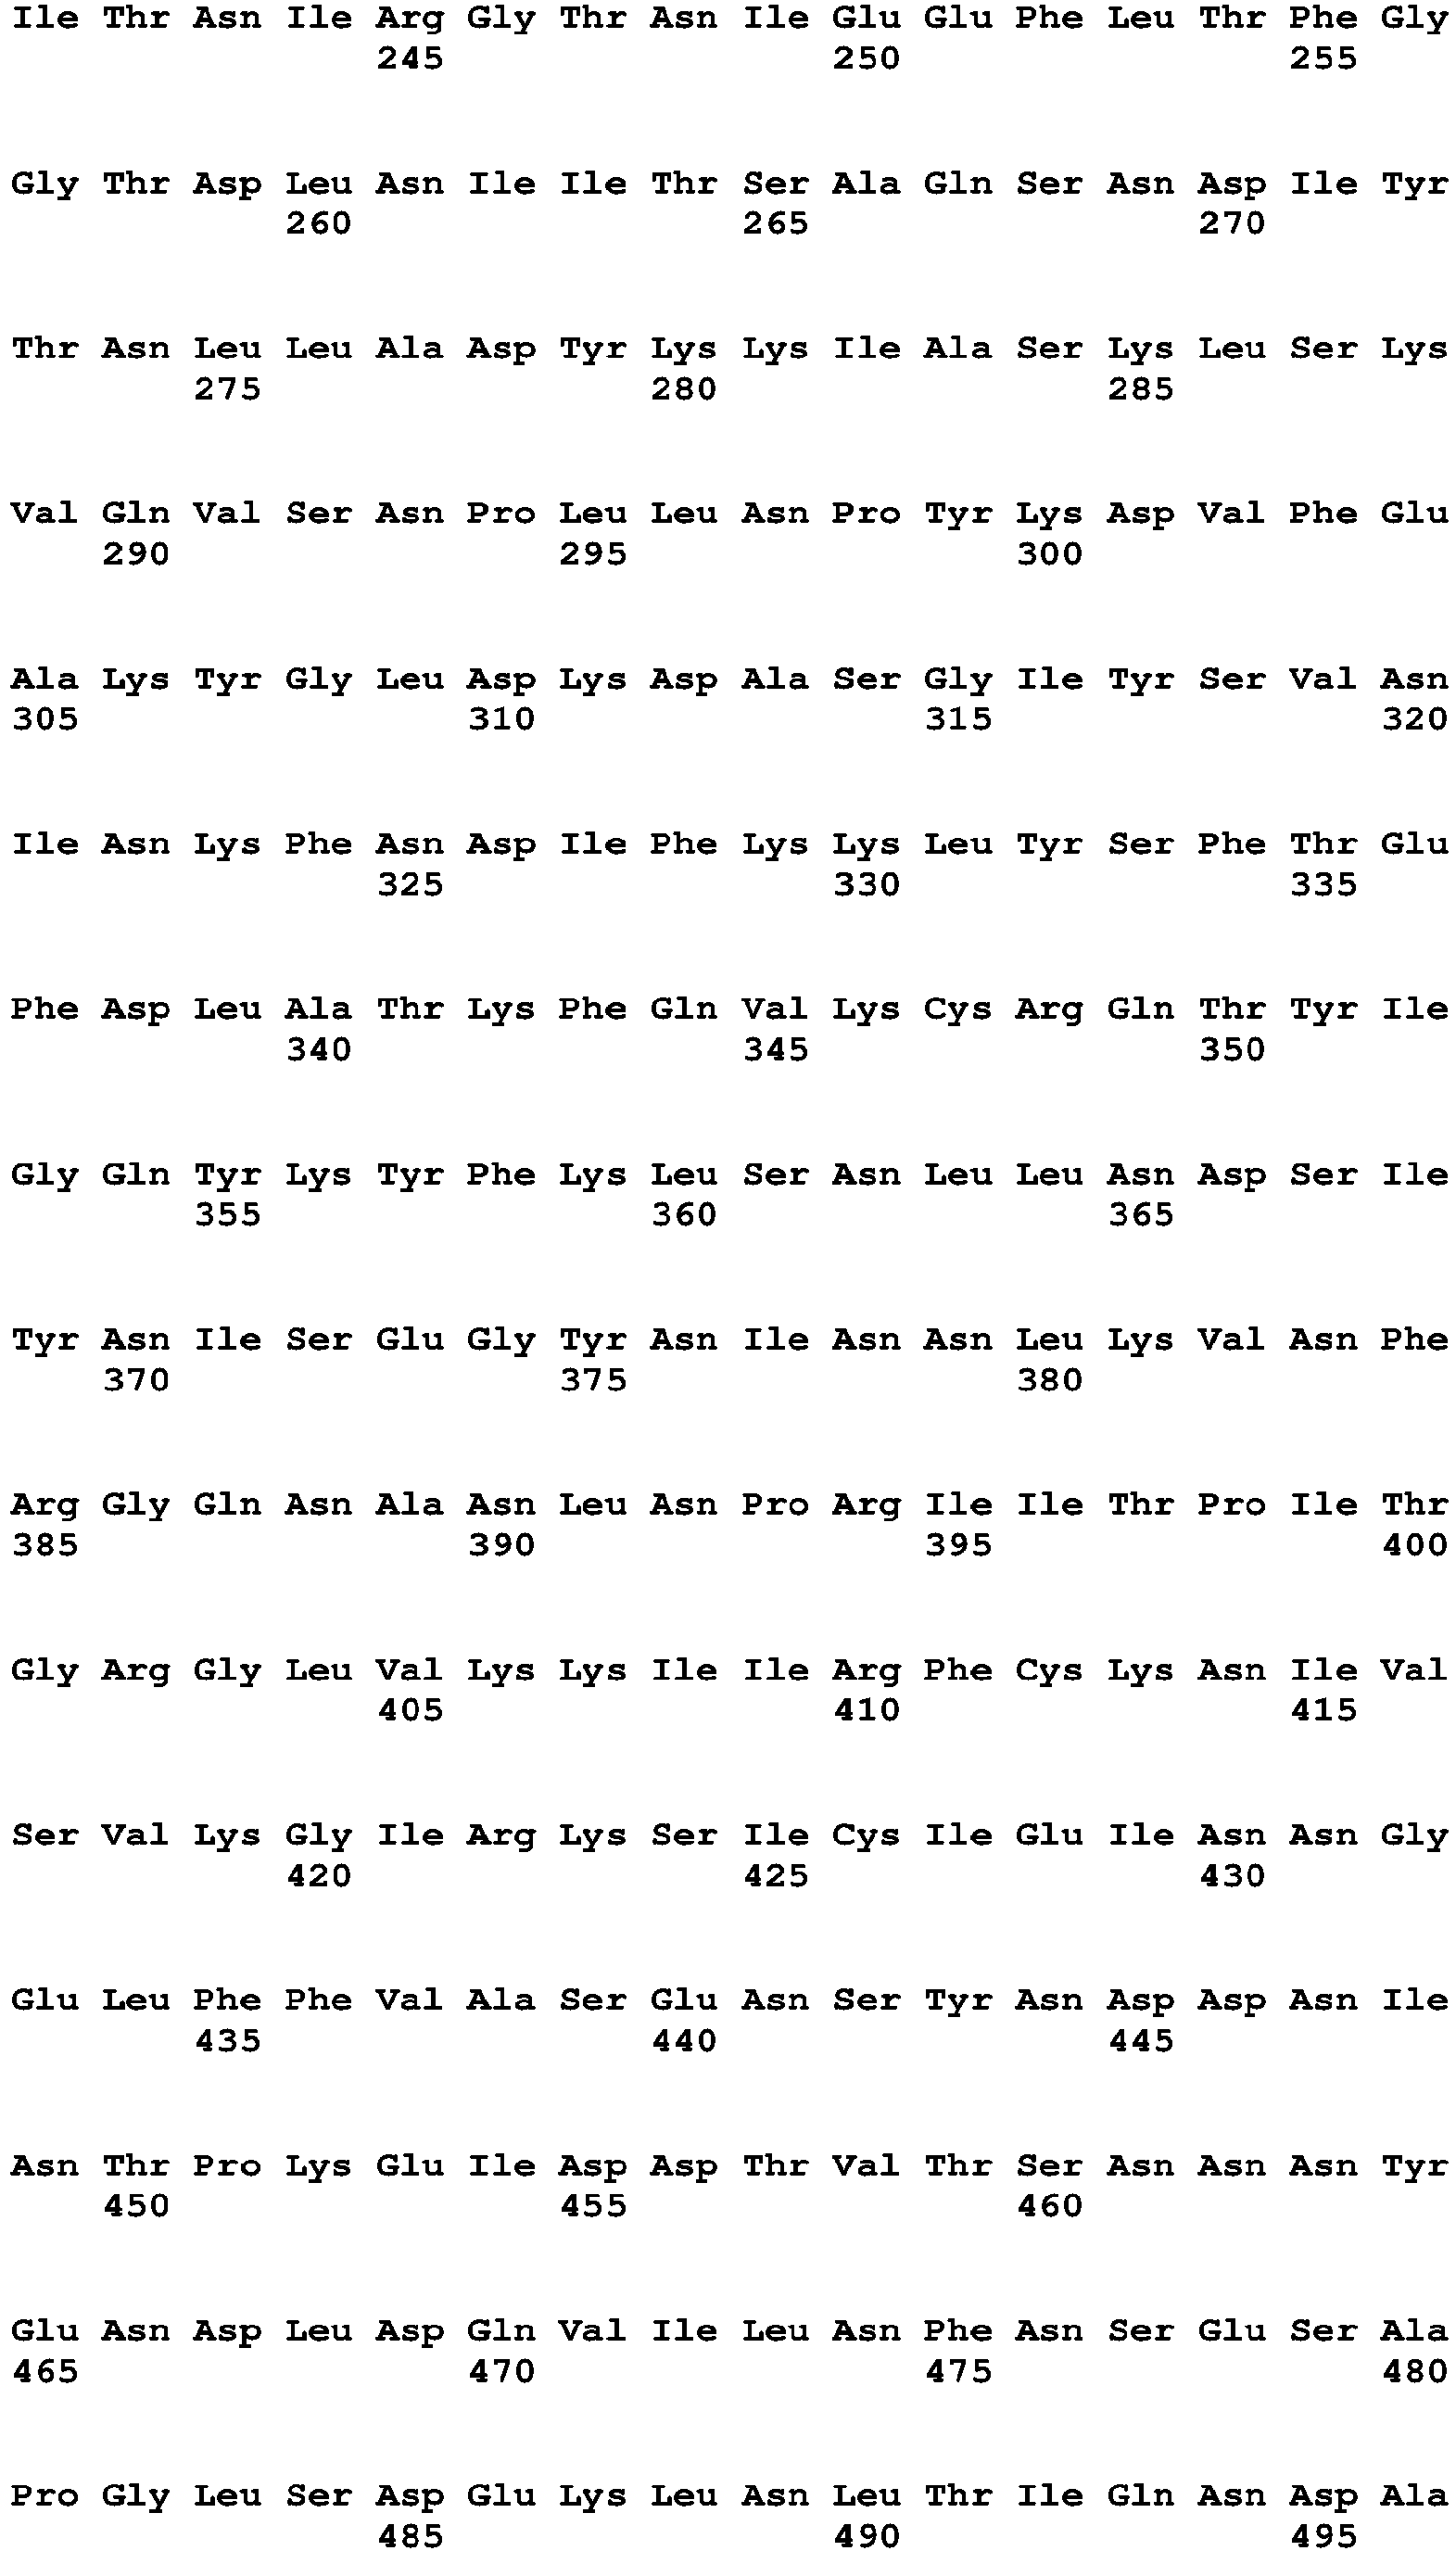 Ile Thr Asn Ile Arg Gly Thr Asn Ile Glu Glu Phe Leu Thr Phe Gly
245 250 255
Gly Thr Asp Leu Asn Ile Ile Thr Ser Ala Gln Ser Asn Asp Ile Tyr
260 265 270
Thr Asn Leu Leu Ala Asp Tyr Lys Lys Ile Ala Ser Lys Leu Ser Lys
275 280 285
Val Gln Val Ser Asn Pro Leu Leu Asn Pro Tyr Lys Asp Val Phe Glu
290 295 300
Ala Lys Tyr Gly Leu Asp Lys Asp Ala Ser Gly Ile Tyr Ser Val Asn
305 310 315 320
Ile Asn Lys Phe Asn Asp Ile Phe Lys Lys Leu Tyr Ser Phe Thr Glu
325 330 335
Phe Asp Leu Ala Thr Lys Phe Gln Val Lys Cys Arg Gln Thr Tyr Ile
340 345 350
Gly Gln Tyr Lys Tyr Phe Lys Leu Ser Asn Leu Leu Asn Asp Ser Ile
355 360 365
Tyr Asn Ile Ser Glu Gly Tyr Asn Ile Asn Asn Leu Lys Val Asn Phe
370 375 380
Arg Gly Gln Asn Ala Asn Leu Asn Pro Arg Ile Ile Thr Pro Ile Thr
385 390 395 400
Gly Arg Gly Leu Val Lys Lys Ile Ile Arg Phe Cys Lys Asn Ile Val
405 410 415
Ser Val Lys Gly Ile Arg Lys Ser Ile Cys Ile Glu Ile Asn Asn Gly
420 425 430
Glu Leu Phe Phe Val Ala Ser Glu Asn Ser Tyr Asn Asp Asp Asn Ile
435 440 445
Asn Thr Pro Lys Glu Ile Asp Asp Thr Val Thr Ser Asn Asn Asn Tyr
450 455 460
Glu Asn Asp Leu Asp Gln Val Ile Leu Asn Phe Asn Ser Glu Ser Ala
465 470 475 480
Pro Gly Leu Ser Asp Glu Lys Leu Asn Leu Thr Ile Gln Asn Asp Ala
485 490 495